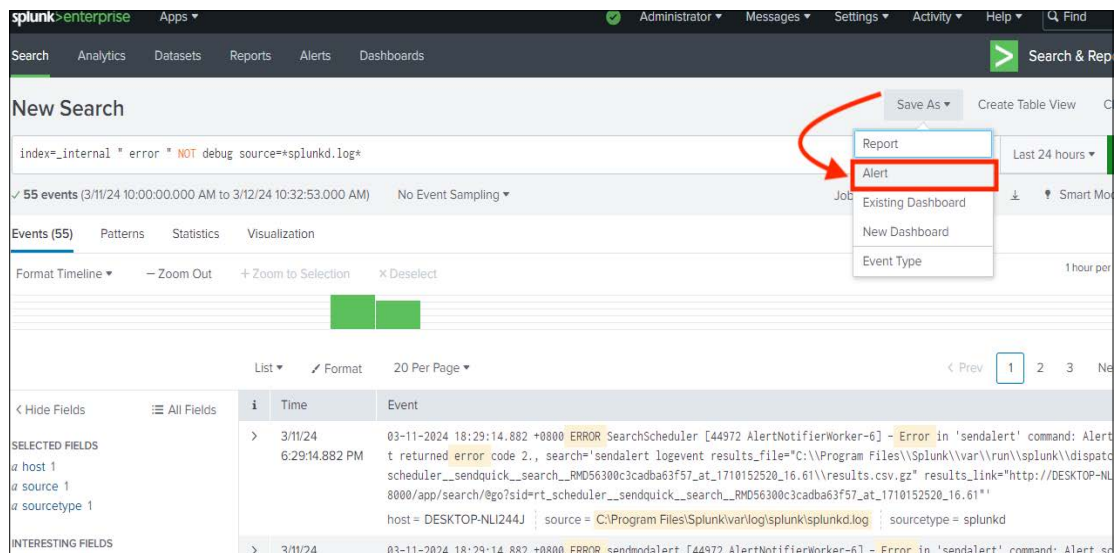 splunk>enterprise Apps Administrator Messages Settings Activity Help Find
Search Analytics Datasets Reports Alerts Dashboards Search & Rep
New Search Save As Create Table View C
Report
index=_internal " error " NOT debug source=*splunkd.log* Last 24 hours
Alert
✓ 55 events (3/11/24 10:00:00.000 AM to 3/12/24 10:32:53.000 AM) No Event Sampling Job Smart Mod
Existing Dashboard
New Dashboard
Events (55) Patterns Statistics Visualization
Event Type
Format Timeline — Zoom Out + Zoom to Selection × Deselect 1 hour per
List Format 20 Per Page < Prev 1 2 3 Ne
< Hide Fields All Fields i Time Event
SELECTED FIELDS
a host 1
a source 1
a sourcetype 1
INTERESTING FIELDS
> 3/11/24 03-11-2024 18:29:14.882 +0800 ERROR SearchScheduler [44972 AlertNotifierWorker-6] - Error in 'sendalert' command: Alert
6:29:14.882 PM t returned error code 2., search='sendalert logevent results_file="C:\\Program Files\\Splunk\\var\\run\\splunk\\dispatc
scheduler__sendquick__search__RMD56300c3cadba63f57_at_1710152520_16.61\\results.csv.gz" results_link="http://DESKTOP-NL
8000/app/search/@go?sid=rt_scheduler__sendquick__search__RMD56300c3cadba63f57_at_1710152520_16.61"'
host = DESKTOP-NLI244J source = C:\Program Files\Splunk\var\log\splunk\splunkd.log sourcetype = splunkd
> 3/11/24 03-11-2024 18:29:14.882 +0800 ERROR sendmodalert [44972 AlertNotifierWorker-6] - Error in 'sendalert' command: Alert